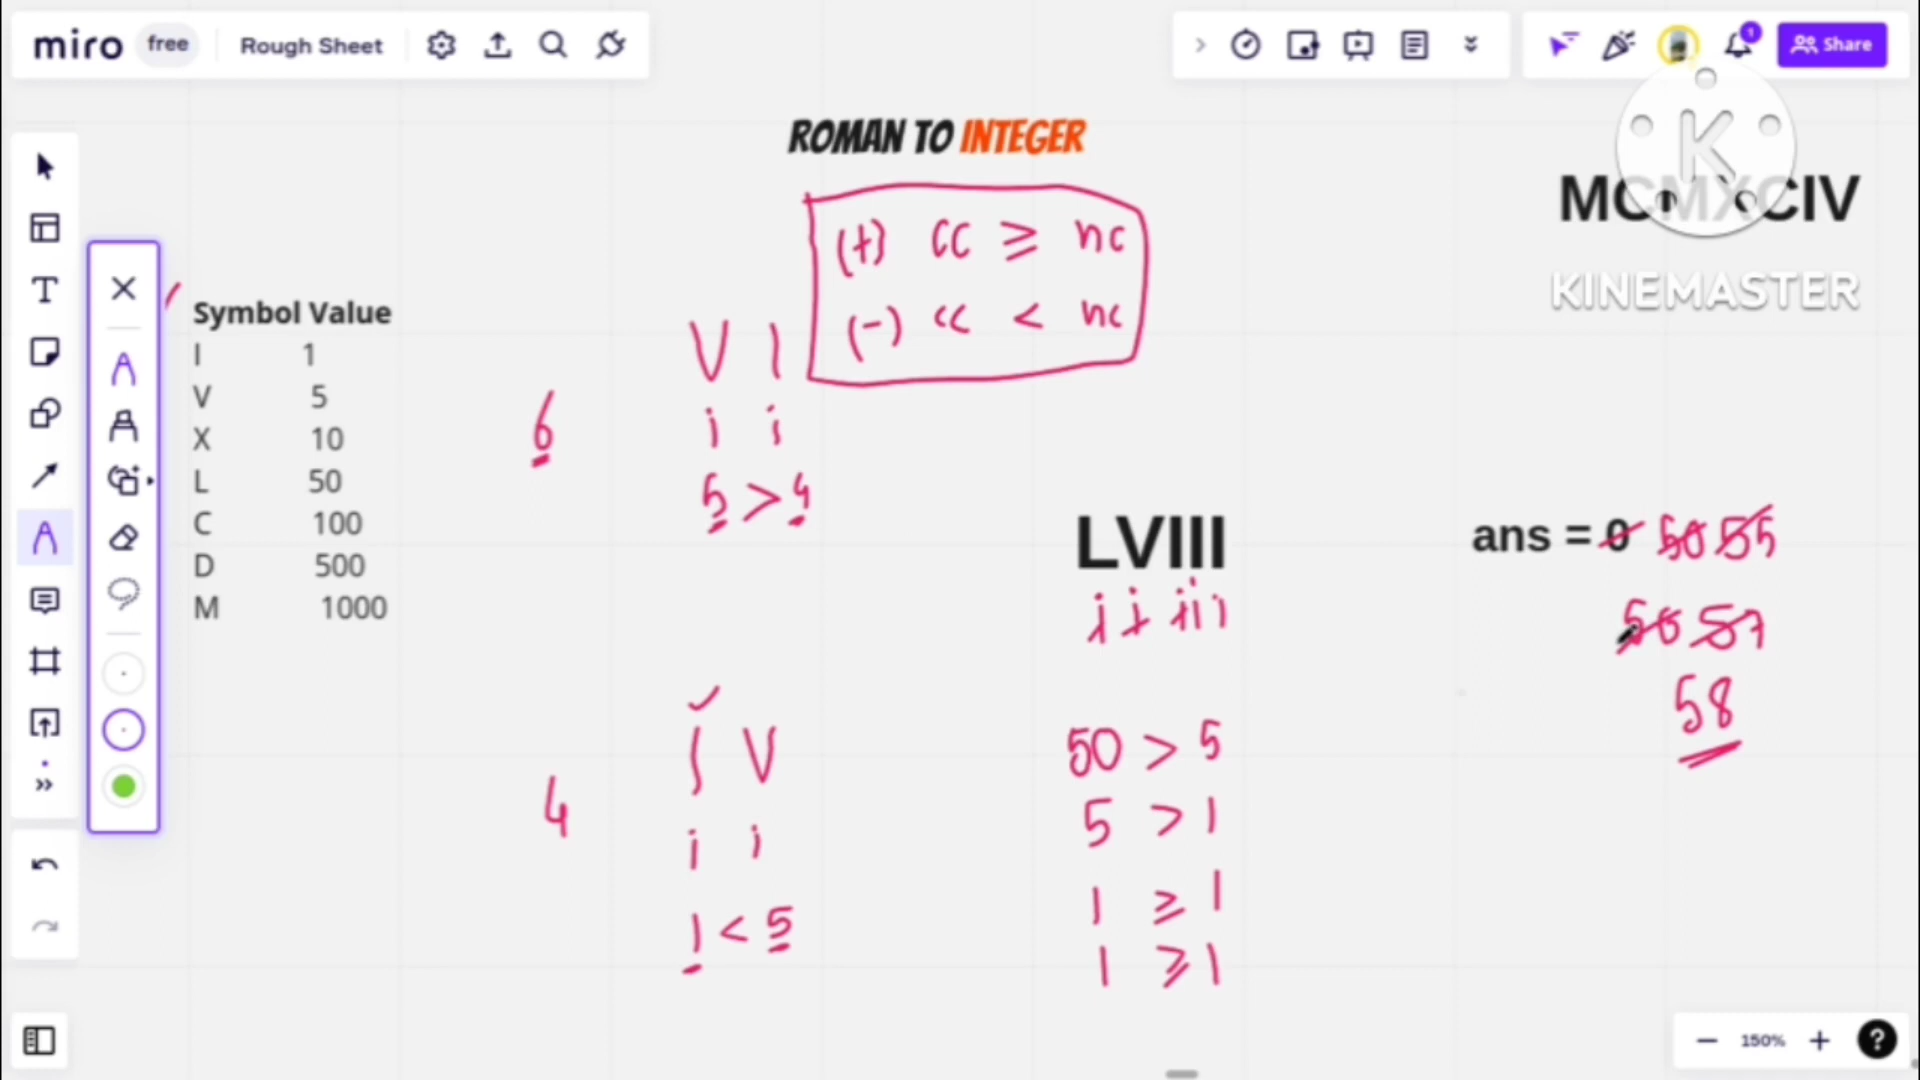 miro free Rough Sheet
1
Share
ROMAN TO INTEGER
K
MCMXCIV
KINEMASTER
(+) CC ≥ nc
(-) cc < nc
Symbol Value
I 1
V 5
X 10
L 50
C 100
D 500
M 1000
V I
6
i i
5 > 4
LVIII
i i i i i
ans = 0 50 55
56 57
58
I V
4
i i
1 < 5
50 > 5
5 > 1
1 ≥ 1
1 ≥ 1
150%